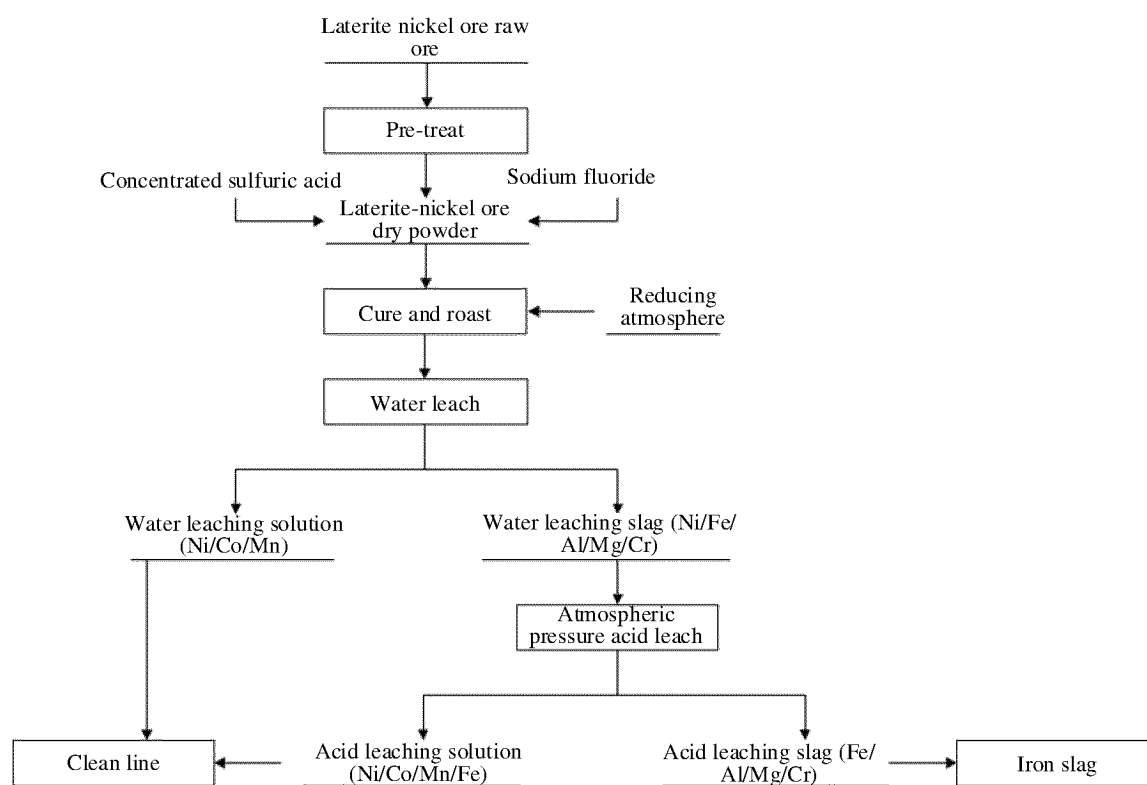 Laterite nickel ore raw
ore
Pre-treat
Concentrated sulfuric acid
Sodium fluoride
Laterite-nickel ore
dry powder
Cure and roast
Reducing
atmosphere
Water leach
Water leaching solution
(Ni/Co/Mn)
Water leaching slag (Ni/Fe/
Al/Mg/Cr)
Atmospheric
pressure acid leach
Clean line
Acid leaching solution
(Ni/Co/Mn/Fe)
Acid leaching slag (Fe/
Al/Mg/Cr)
Iron slag